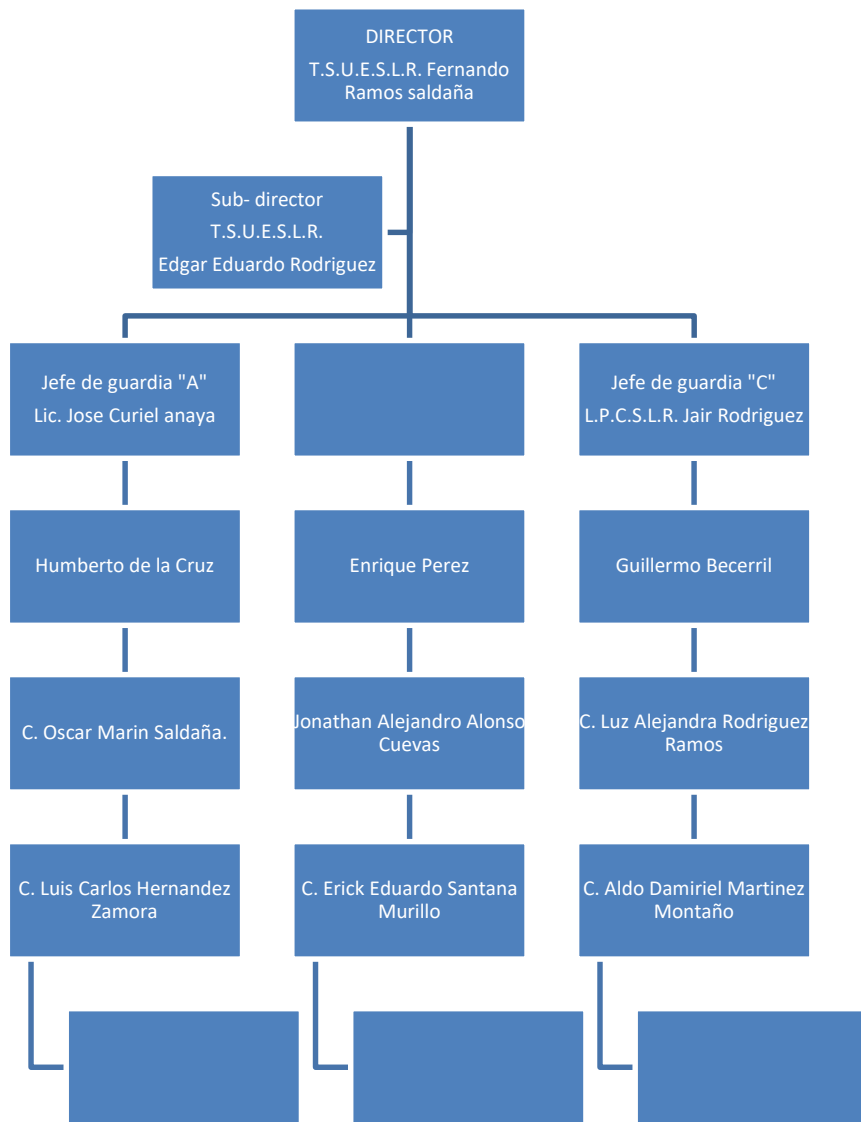 DIRECTOR
T.S.U.E.S.L.R. Fernando
Ramos saldaña
Sub- director
T.S.U.E.S.L.R.
Edgar Eduardo Rodriguez
Jefe de guardia "A"
Lic. Jose Curiel anaya
Jefe de guardia "C"
L.P.C.S.L.R. Jair Rodriguez
Humberto de la Cruz
Enrique Perez
Guillermo Becerril
C. Oscar Marin Saldaña.
Jonathan Alejandro Alonso
Cuevas
C. Luz Alejandra Rodriguez
Ramos
C. Luis Carlos Hernandez
Zamora
C. Erick Eduardo Santana
Murillo
C. Aldo Damiriel Martinez
Montaño